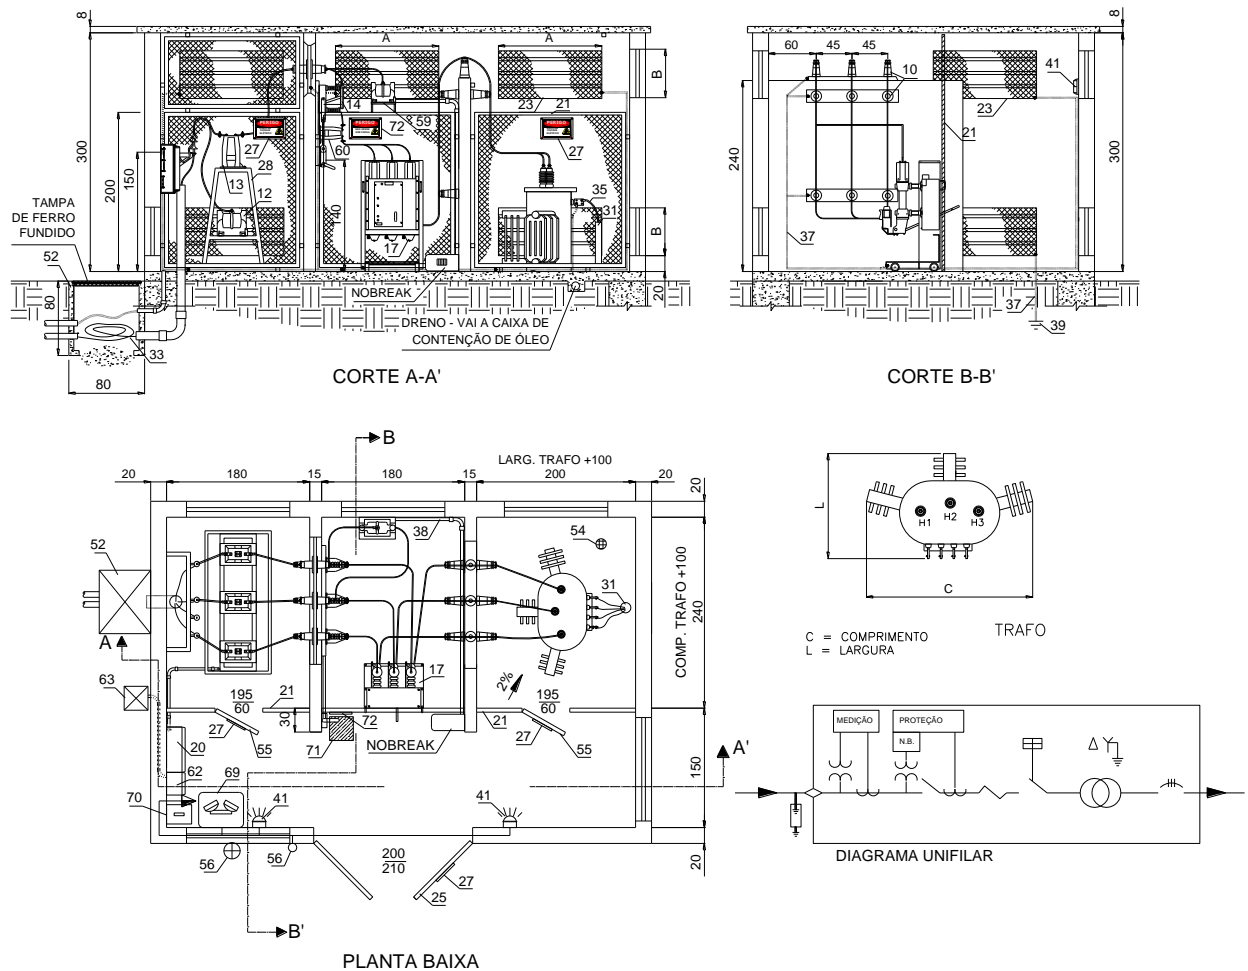 8
A
A
B
14
59
23
21
PERIGO
27
PERIGO
72
60
PERIGO
27
300
200
150
28
13
12
140
17
35
31
B
20
TAMPA
DE FERRO
FUNDIDO
52
80
33
80
NOBREAK
DRENO - VAI A CAIXA DE
CONTENÇÃO DE ÓLEO
CORTE A-A'
8
60
45
45
10
41
23
21
240
300
37
37
39
CORTE B-B'
B
20
180
15
180
15
LARG. TRAFO +100
200
20
20
52
38
54
31
COMP. TRAFO +100
240
A
63
17
2%
195
60
21
30
27
55
71
72
NOBREAK
21
195
60
27
55
20
62
69
70
41
41
A'
150
20
56
56
200
210
27
25
B'
PLANTA BAIXA
L
H1
H2
H3
C
C = COMPRIMENTO
L = LARGURA
TRAFO
MEDIÇÃO
PROTEÇÃO
N.B.
DIAGRAMA UNIFILAR